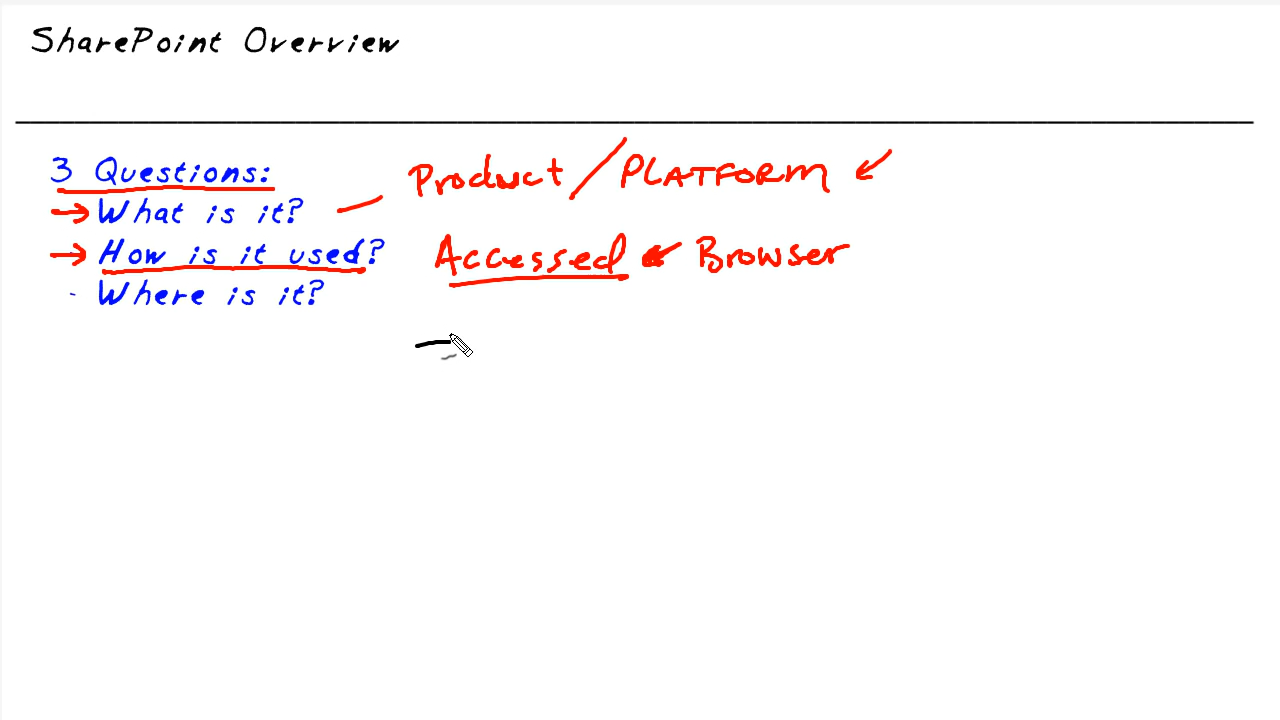 SharePoint Overview
3 Questions: Product / PLATFORM
What is it?
How is it used? Accessed Browser
Where is it?